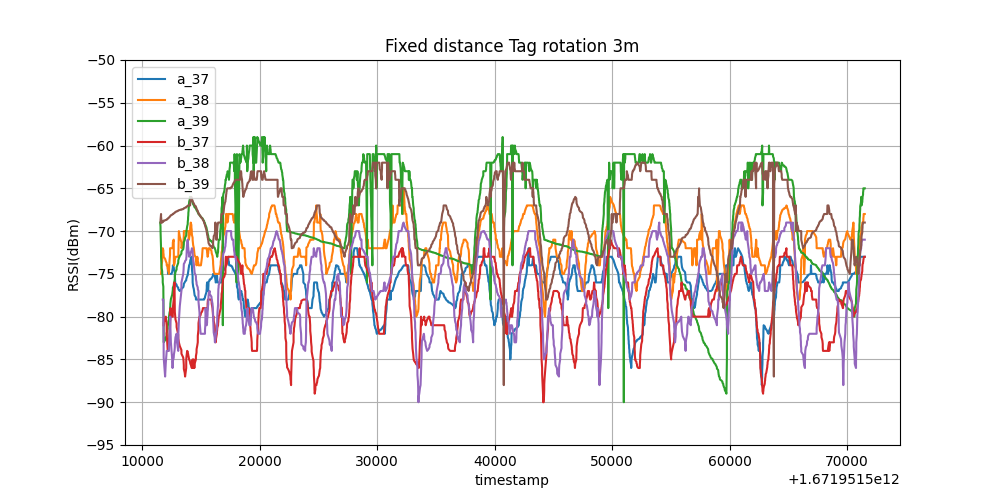 Fixed distance Tag rotation 3m
−50
−55
−60
−65
−70
−75
−80
−85
−90
−95
RSSI(dBm)
a_37
a_38
a_39
b_37
b_38
b_39
10000 20000 30000 40000 50000 60000 70000
timestamp
+1.6719515e12